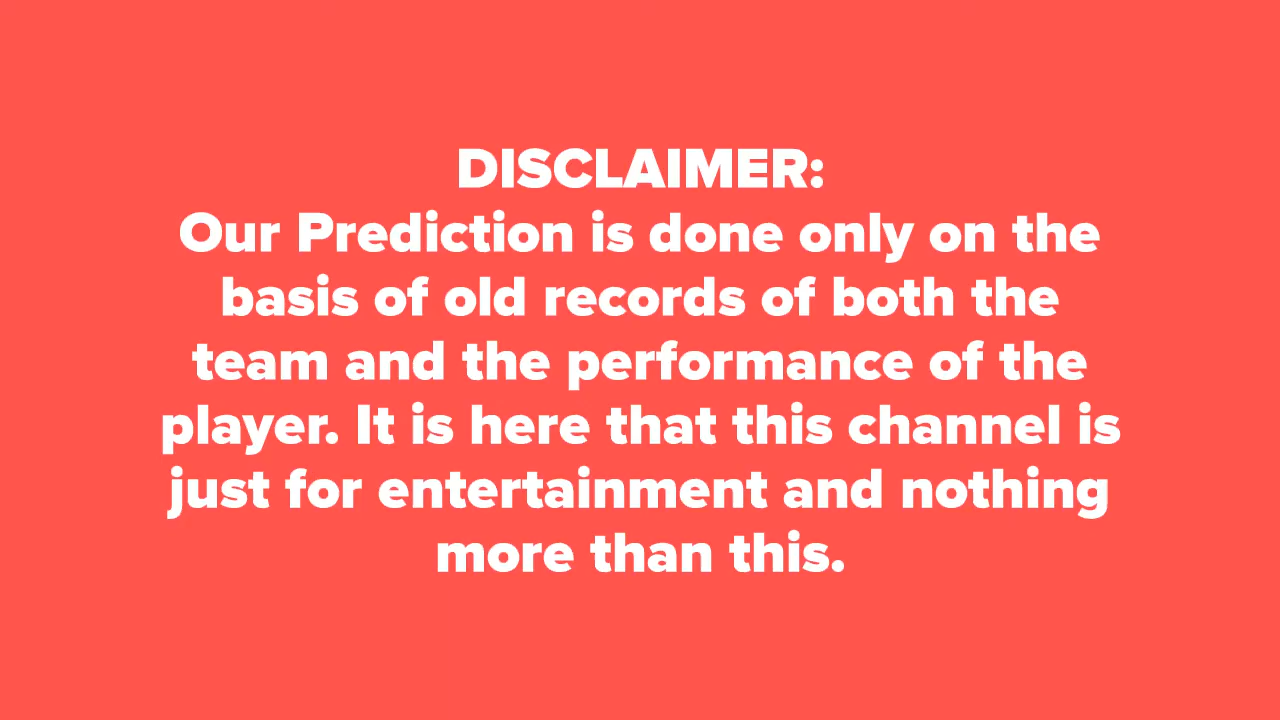 DISCLAIMER:
Our Prediction is done only on the
basis of old records of both the
team and the performance of the
player. It is here that this channel is
just for entertainment and nothing
more than this.